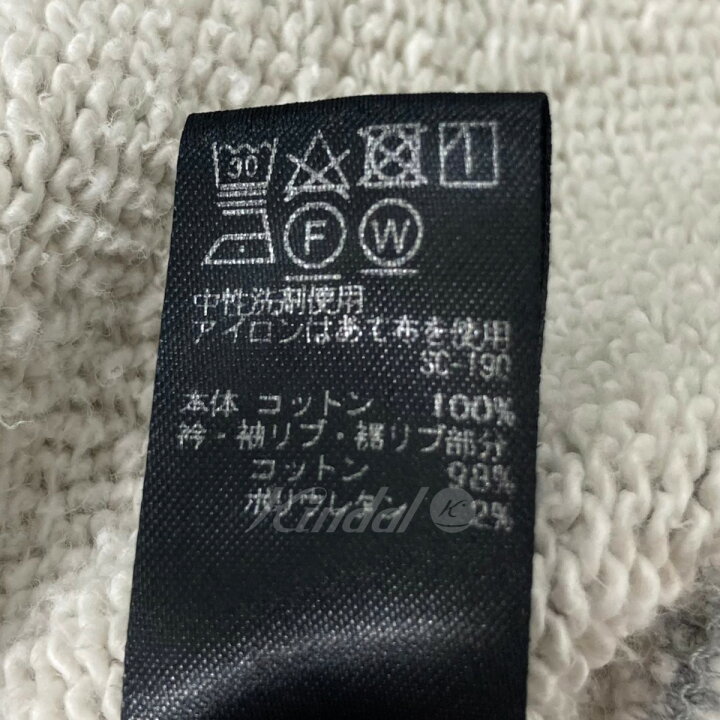 30
F W
中性洗剤使用
アイロンはあて布を使用
SC-190
本体 コットン 100%
衿・袖リブ・裾リブ部分
コットン 98%
ポリウレタン 2%
Kindal